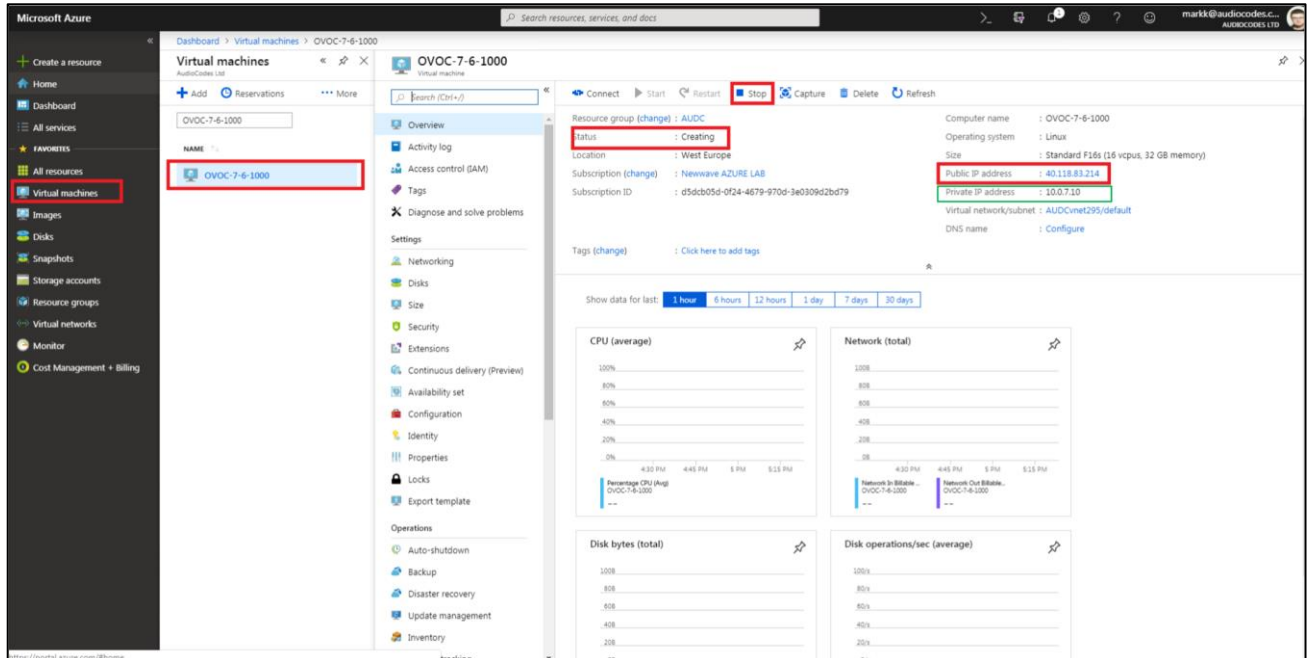 Microsoft Azure
Search resources, services, and docs
markk@audiocodes.c...
AUDIOCODES LTD
Create a resource
Home
Dashboard
All services
FAVORITES
All resources
Virtual machines
Images
Disks
Snapshots
Storage accounts
Resource groups
Virtual networks
Monitor
Cost Management + Billing
Dashboard > Virtual machines > OVOC-7-6-1000
Virtual machines
AudioCodes Ltd
Add Reservations ··· More
OVOC-7-6-1000
NAME
OVOC-7-6-1000
OVOC-7-6-1000
Virtual machine
Search (Ctrl+/)
Overview
Activity log
Access control (IAM)
Tags
Diagnose and solve problems
Settings
Networking
Disks
Size
Security
Extensions
Continuous delivery (Preview)
Availability set
Configuration
Identity
Properties
Locks
Export template
Operations
Auto-shutdown
Backup
Disaster recovery
Update management
Inventory
Connect Start Restart Stop Capture Delete Refresh
Resource group (change) : AUDC
Status : Creating
Location : West Europe
Subscription (change) : Newwave AZURE LAB
Subscription ID : d5dcb05d-0f24-4679-970d-3e0309d2bd79
Computer name : OVOC-7-6-1000
Operating system : Linux
Size : Standard F16s (16 vcpus, 32 GB memory)
Public IP address : 40.118.83.214
Private IP address : 10.0.7.10
Virtual network/subnet : AUDCvnet295/default
DNS name : Configure
Tags (change) : Click here to add tags
Show data for last: 1 hour 6 hours 12 hours 1 day 7 days 30 days
CPU (average)
100%
80%
60%
40%
20%
0%
4:30 PM 4:45 PM 5 PM 5:15 PM
Percentage CPU (Avg)
OVOC-7-6-1000
--
Network (total)
100B
80B
60B
40B
20B
0B
4:30 PM 4:45 PM 5 PM 5:15 PM
Network In Billable ... Network Out Billable...
OVOC-7-6-1000 OVOC-7-6-1000
-- --
Disk bytes (total)
100B
80B
60B
40B
20B
Disk operations/sec (average)
100/s
80/s
60/s
40/s
20/s